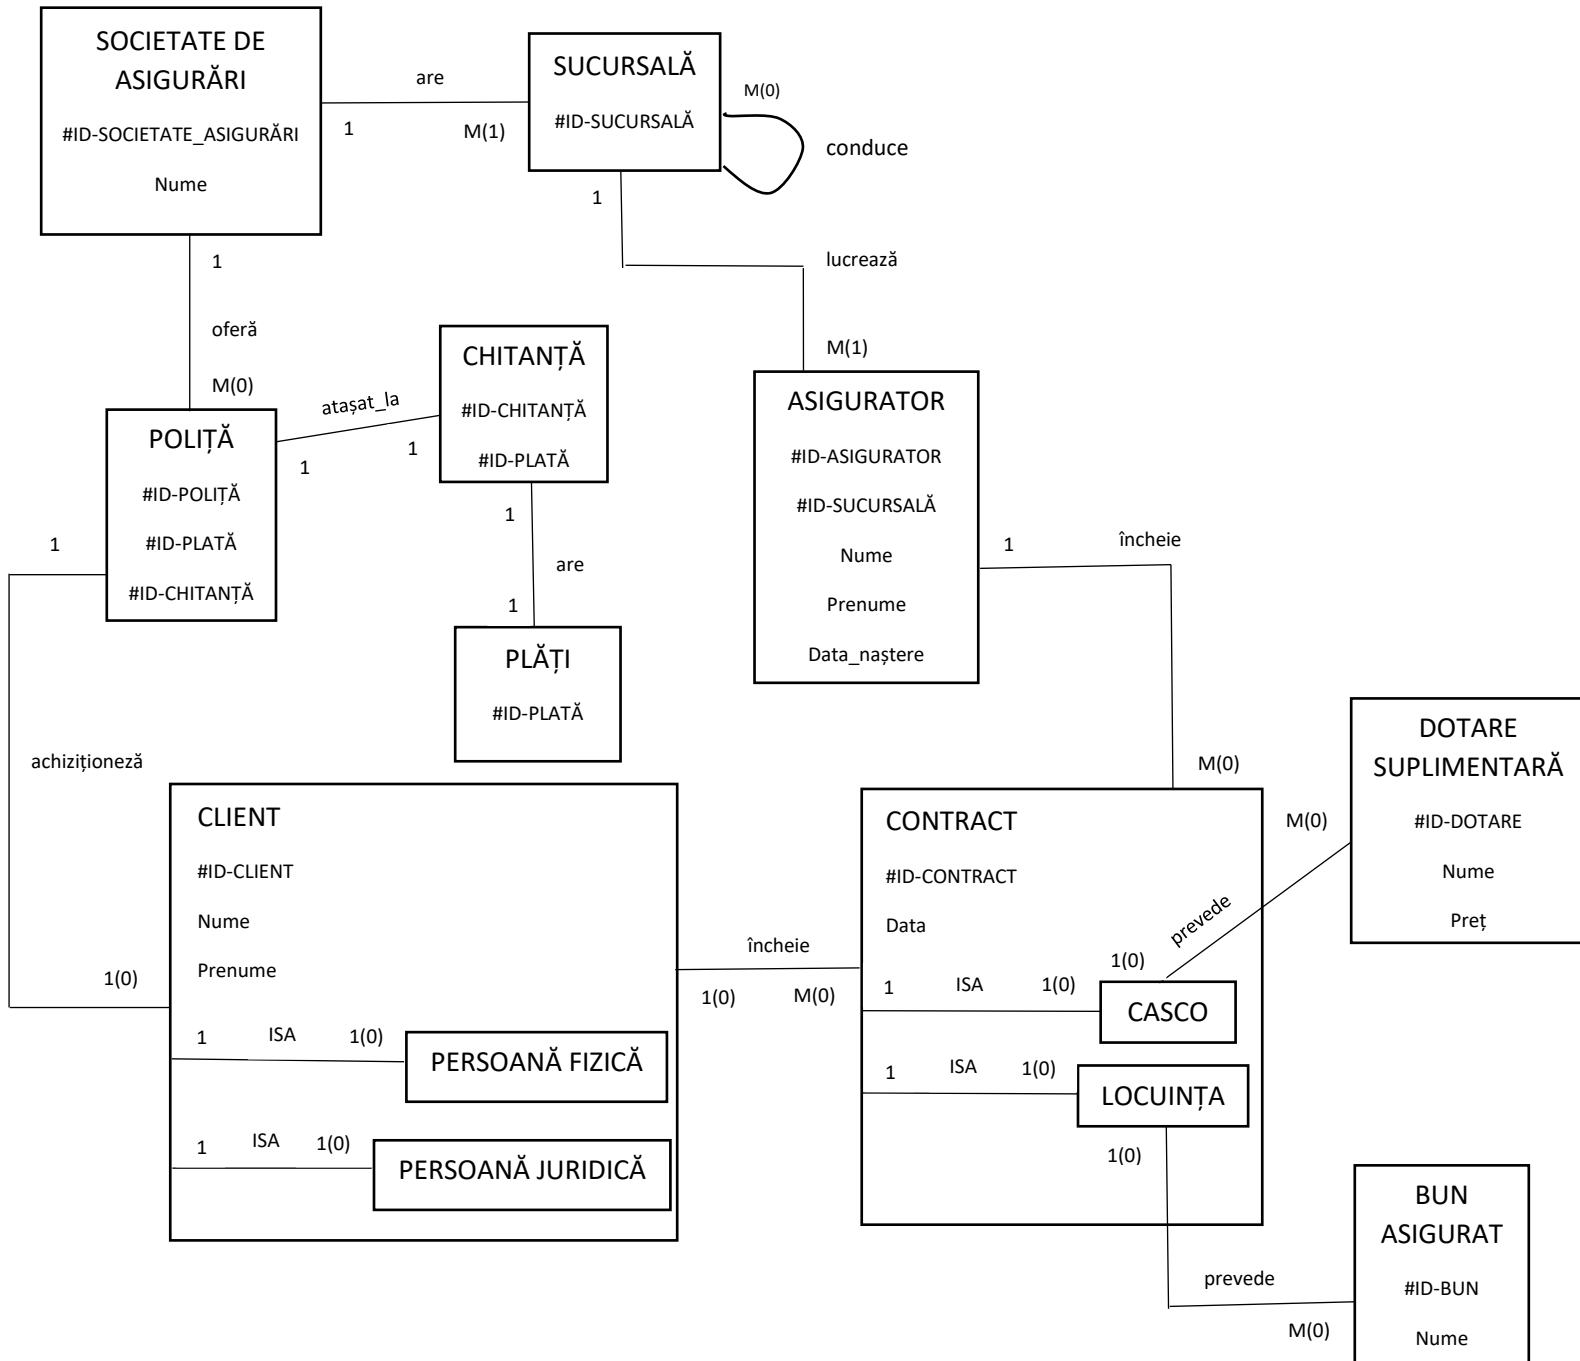 SOCIETATE DE
ASIGURĂRI
#ID-SOCIETATE_ASIGURĂRI
Nume
are
1
M(1)
SUCURSALĂ
#ID-SUCURSALĂ
M(0)
conduce
1
lucrează
M(1)
1
oferă
M(0)
POLIȚĂ
#ID-POLIȚĂ
#ID-PLATĂ
#ID-CHITANȚĂ
atașat_la
1
1
CHITANȚĂ
#ID-CHITANȚĂ
#ID-PLATĂ
1
are
1
PLĂȚI
#ID-PLATĂ
ASIGURATOR
#ID-ASIGURATOR
#ID-SUCURSALĂ
Nume
Prenume
Data_naștere
1
încheie
M(0)
1
achiziționeză
1(0)
CLIENT
#ID-CLIENT
Nume
Prenume
1
ISA
1(0)
PERSOANĂ FIZICĂ
1
ISA
1(0)
PERSOANĂ JURIDICĂ
încheie
1(0)
M(0)
CONTRACT
#ID-CONTRACT
Data
1
ISA
1(0)
CASCO
1(0)
prevede
M(0)
1
ISA
1(0)
LOCUINȚA
1(0)
prevede
M(0)
DOTARE
SUPLIMENTARĂ
#ID-DOTARE
Nume
Preț
BUN
ASIGURAT
#ID-BUN
Nume